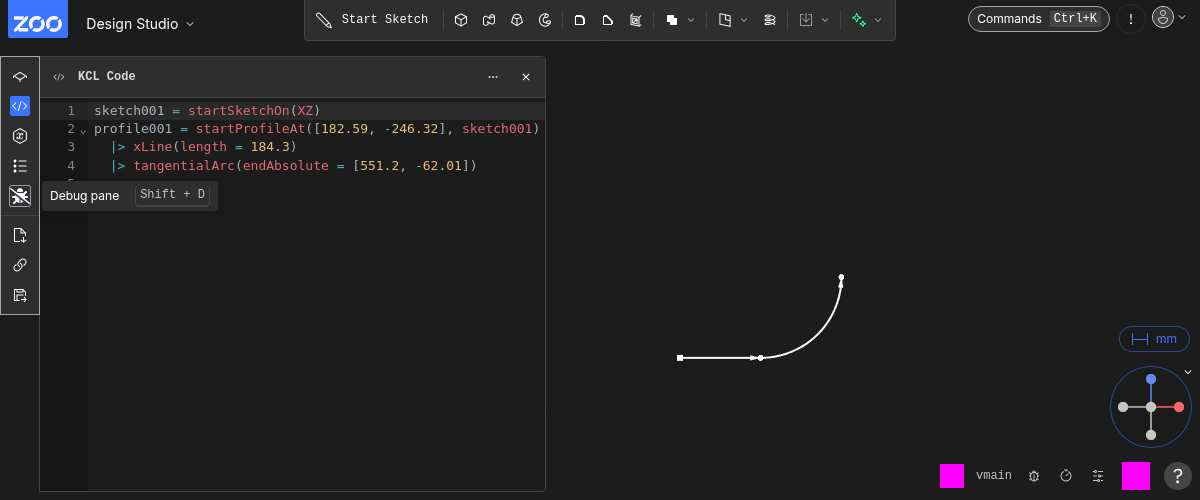 ZOO Design Studio
Start Sketch
Commands Ctrl+K
!
KCL Code
1 sketch001 = startSketchOn(XZ)
2 profile001 = startProfileAt([182.59, -246.32], sketch001)
3 |> xLine(length = 184.3)
4 |> tangentialArc(endAbsolute = [551.2, -62.01])
Debug pane Shift + D
mm
vmain
?